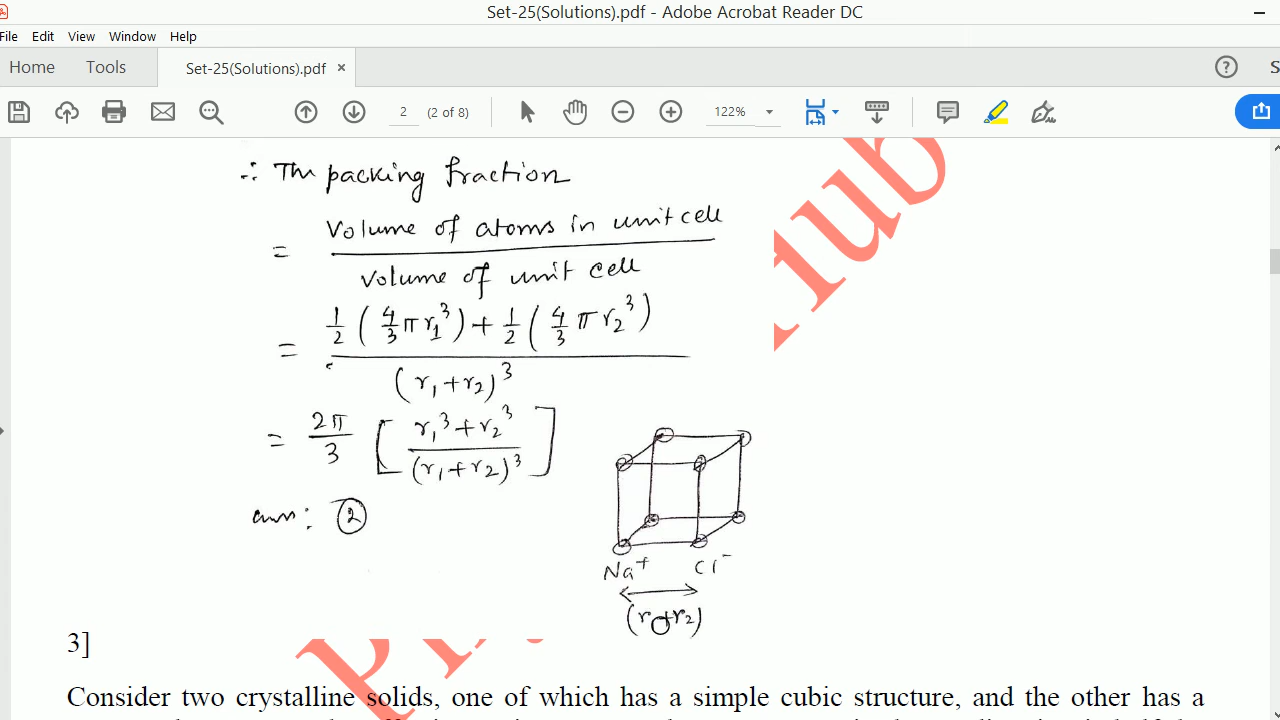 Set-25(Solutions).pdf - Adobe Acrobat Reader DC
File Edit View Window Help
Home Tools Set-25(Solutions).pdf × ? S
2 (2 of 8) 122%
∴ The packing fraction
= Volume of atoms in unit cell / Volume of unit cell
= 1/2 (4/3 π r₁³) + 1/2 (4/3 π r₂³) / (r₁+r₂)³
= 2π/3 [ r₁³+r₂³ / (r₁+r₂)³ ]
ans: ②
Na⁺ Cl⁻
(r₁+r₂)
3]
Consider two crystalline solids, one of which has a simple cubic structure, and the other has a